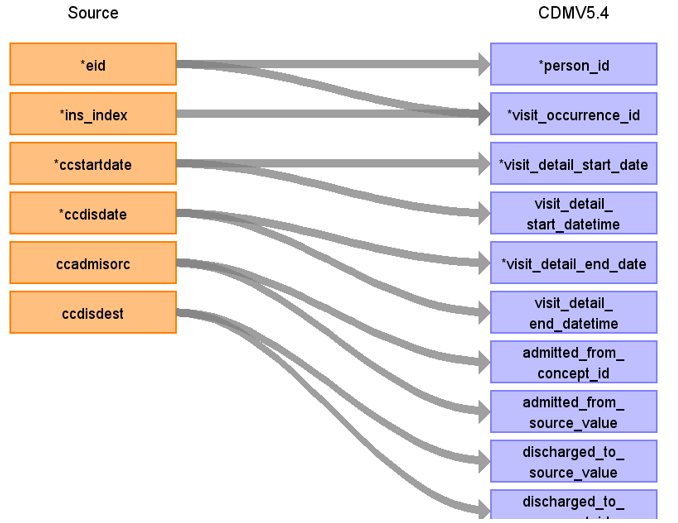 Source
CDMV5.4
*eid
*person_id
*ins_index
*visit_occurrence_id
*ccstartdate
*visit_detail_start_date
*ccdisdate
visit_detail_
start_datetime
ccadmisorc
*visit_detail_end_date
ccdisdest
visit_detail_
end_datetime
admitted_from_
concept_id
admitted_from_
source_value
discharged_to_
source_value
discharged_to_